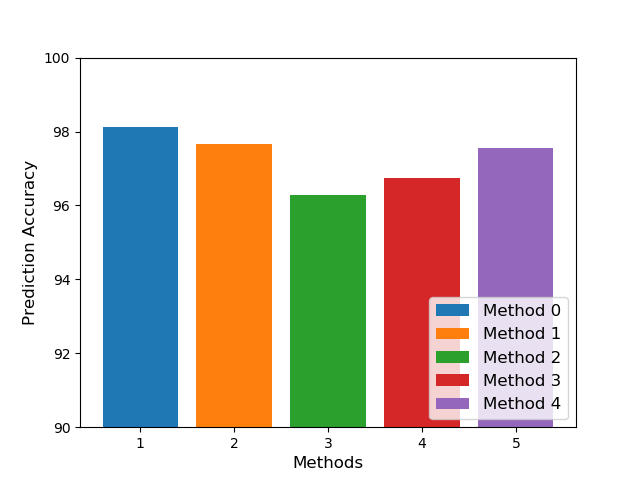 100
98
96
94
92
90
Prediction Accuracy
Method 0
Method 1
Method 2
Method 3
Method 4
1 2 3 4 5
Methods